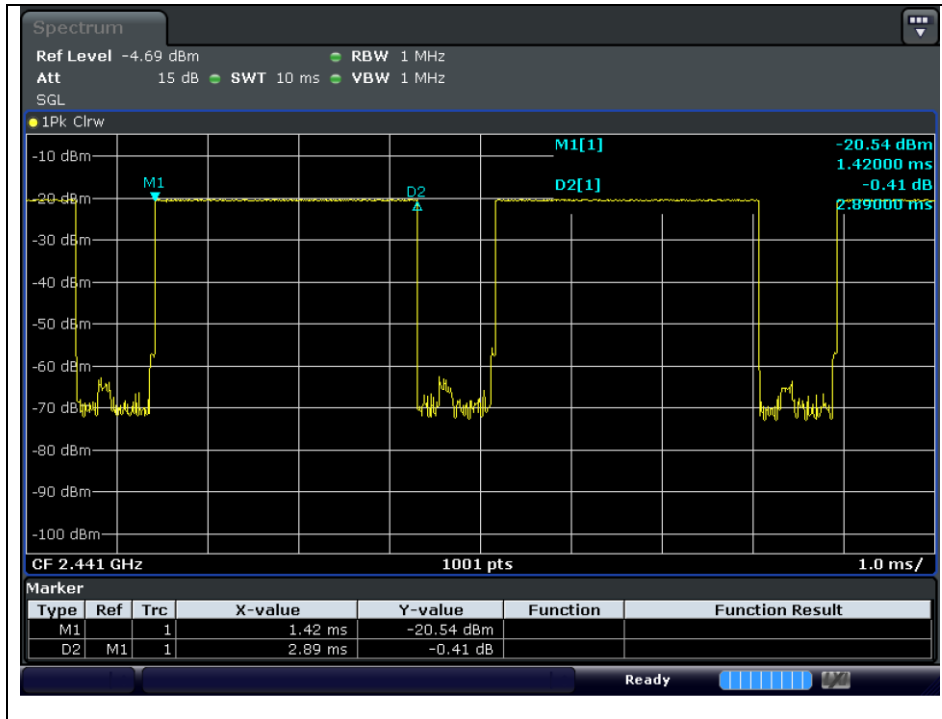 Spectrum
Ref Level -4.69 dBm RBW 1 MHz
Att 15 dB SWT 10 ms VBW 1 MHz
SGL
1Pk Clrw
M1[1] -20.54 dBm
1.42000 ms
D2[1] -0.41 dB
2.89000 ms
M1
D2
-10 dBm
-20 dBm
-30 dBm
-40 dBm
-50 dBm
-60 dBm
-70 dBm
-80 dBm
-90 dBm
-100 dBm
CF 2.441 GHz 1001 pts 1.0 ms/
Marker
Type Ref Trc X-value Y-value Function Function Result
M1 1 1.42 ms -20.54 dBm
D2 M1 1 2.89 ms -0.41 dB
Ready